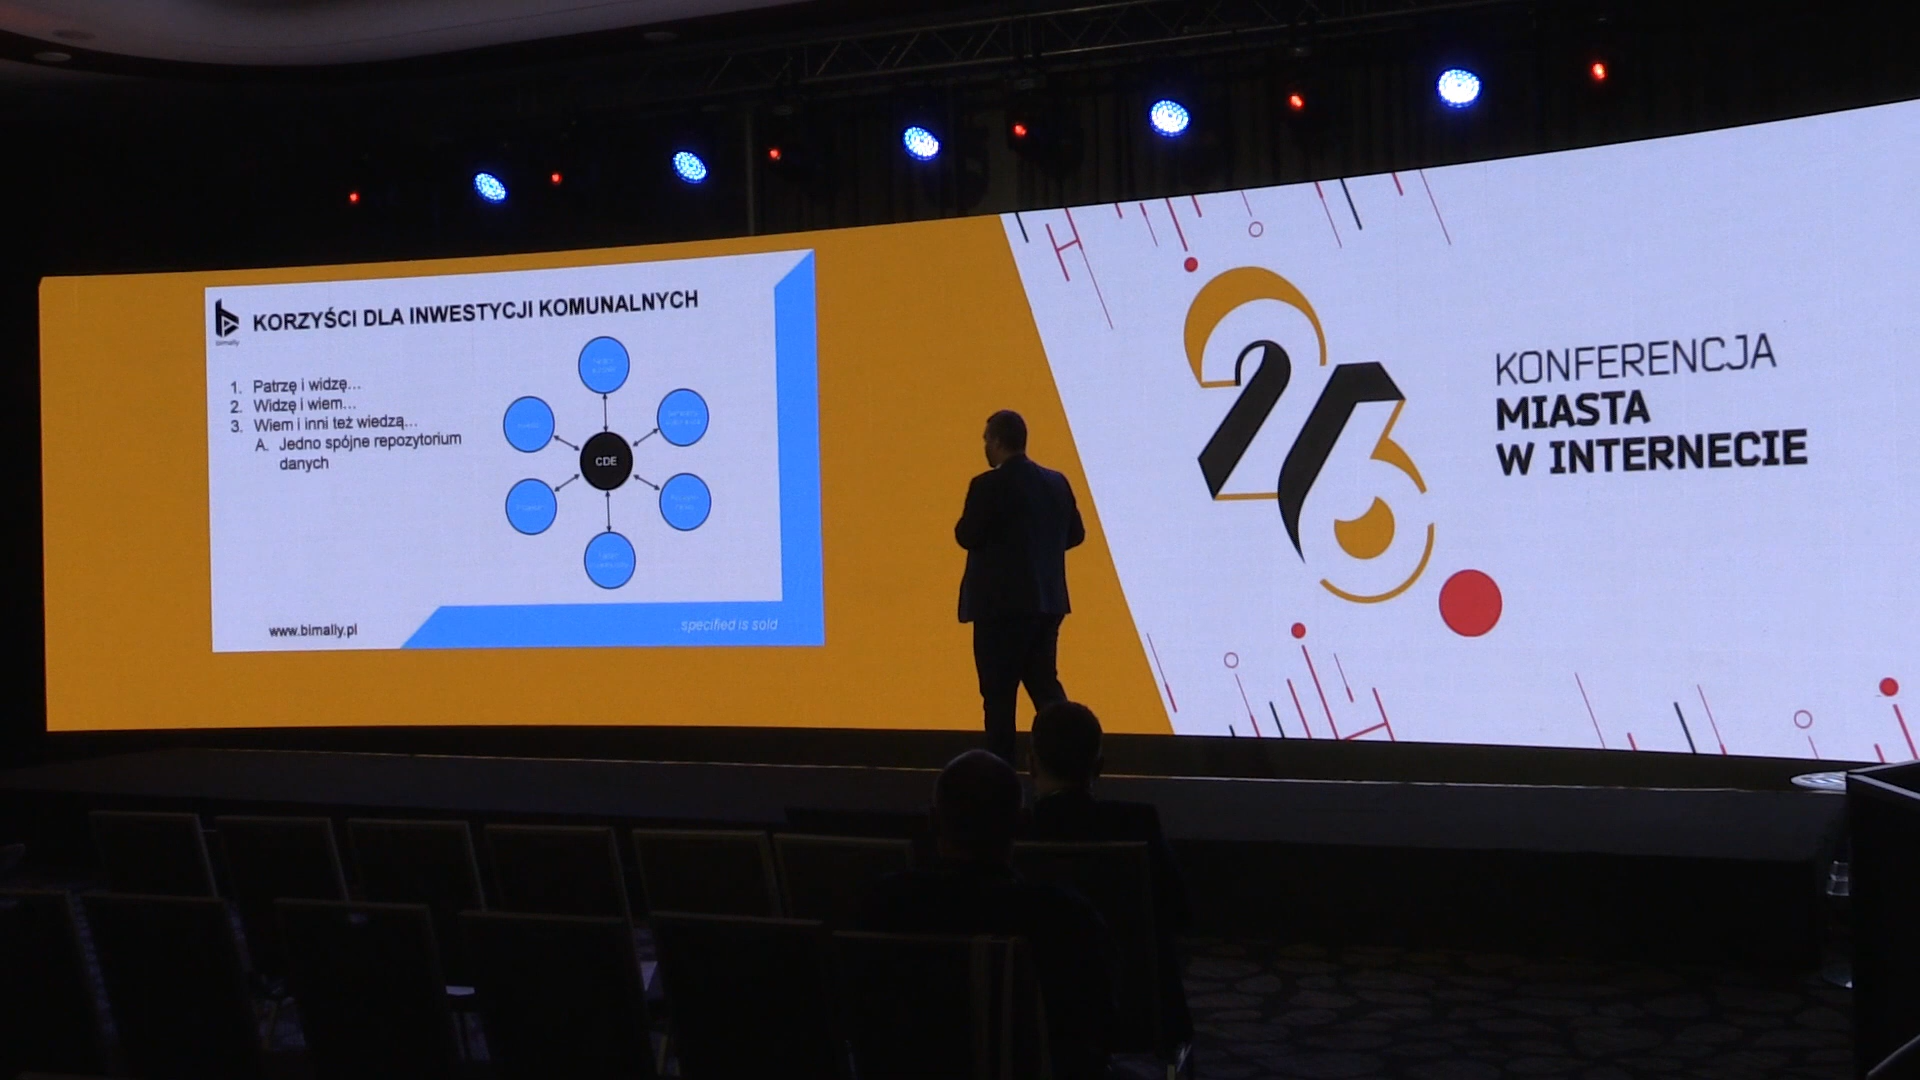 KORZYŚCI DLA INWESTYCJI KOMUNALNYCH
bimally
1. Patrzę i widzę...
2. Widzę i wiem...
3. Wiem i inni też wiedzą...
A. Jedno spójne repozytorium
danych
CDE
www.bimally.pl
specified is sold
26
KONFERENCJA
MIASTA
W INTERNECIE